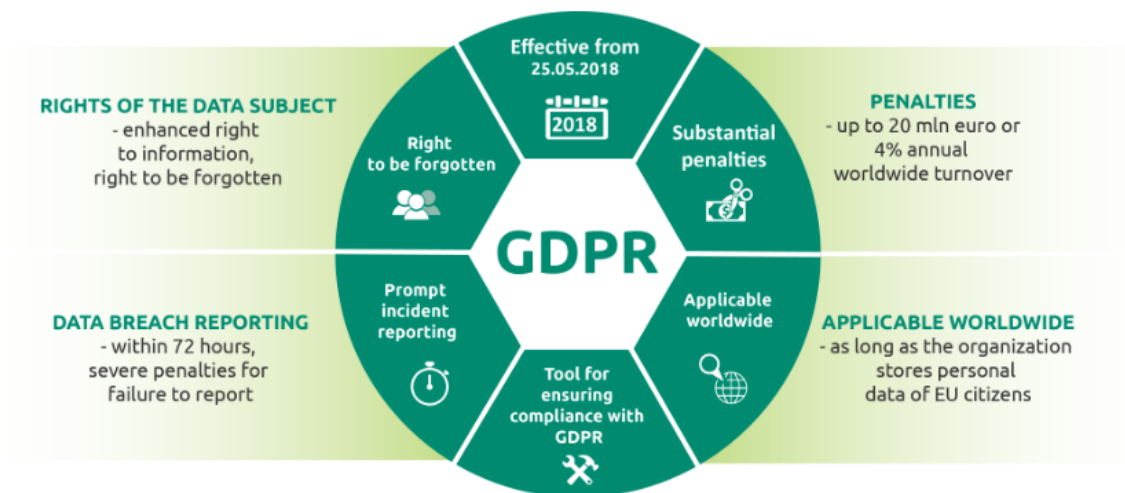 Effective from
25.05.2018
2018
RIGHTS OF THE DATA SUBJECT
- enhanced right
to information,
right to be forgotten
Right
to be forgotten
Substantial
penalties
PENALTIES
- up to 20 mln euro or
4% annual
worldwide turnover
GDPR
DATA BREACH REPORTING
- within 72 hours,
severe penalties for
failure to report
Prompt
incident
reporting
Applicable
worldwide
APPLICABLE WORLDWIDE
- as long as the organization
stores personal
data of EU citizens
Tool for
ensuring
compliance with
GDPR